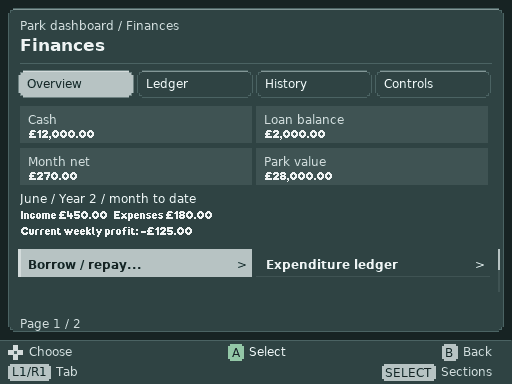 Park dashboard / Finances
Finances
Overview Ledger History Controls
Cash Loan balance
£12,000.00 £2,000.00
Month net Park value
£270.00 £28,000.00
June / Year 2 / month to date
Income £450.00 Expenses £180.00
Current weekly profit: -£125.00
Borrow / repay... > Expenditure ledger >
Page 1 / 2
Choose A Select B Back
L1/R1 Tab SELECT Sections